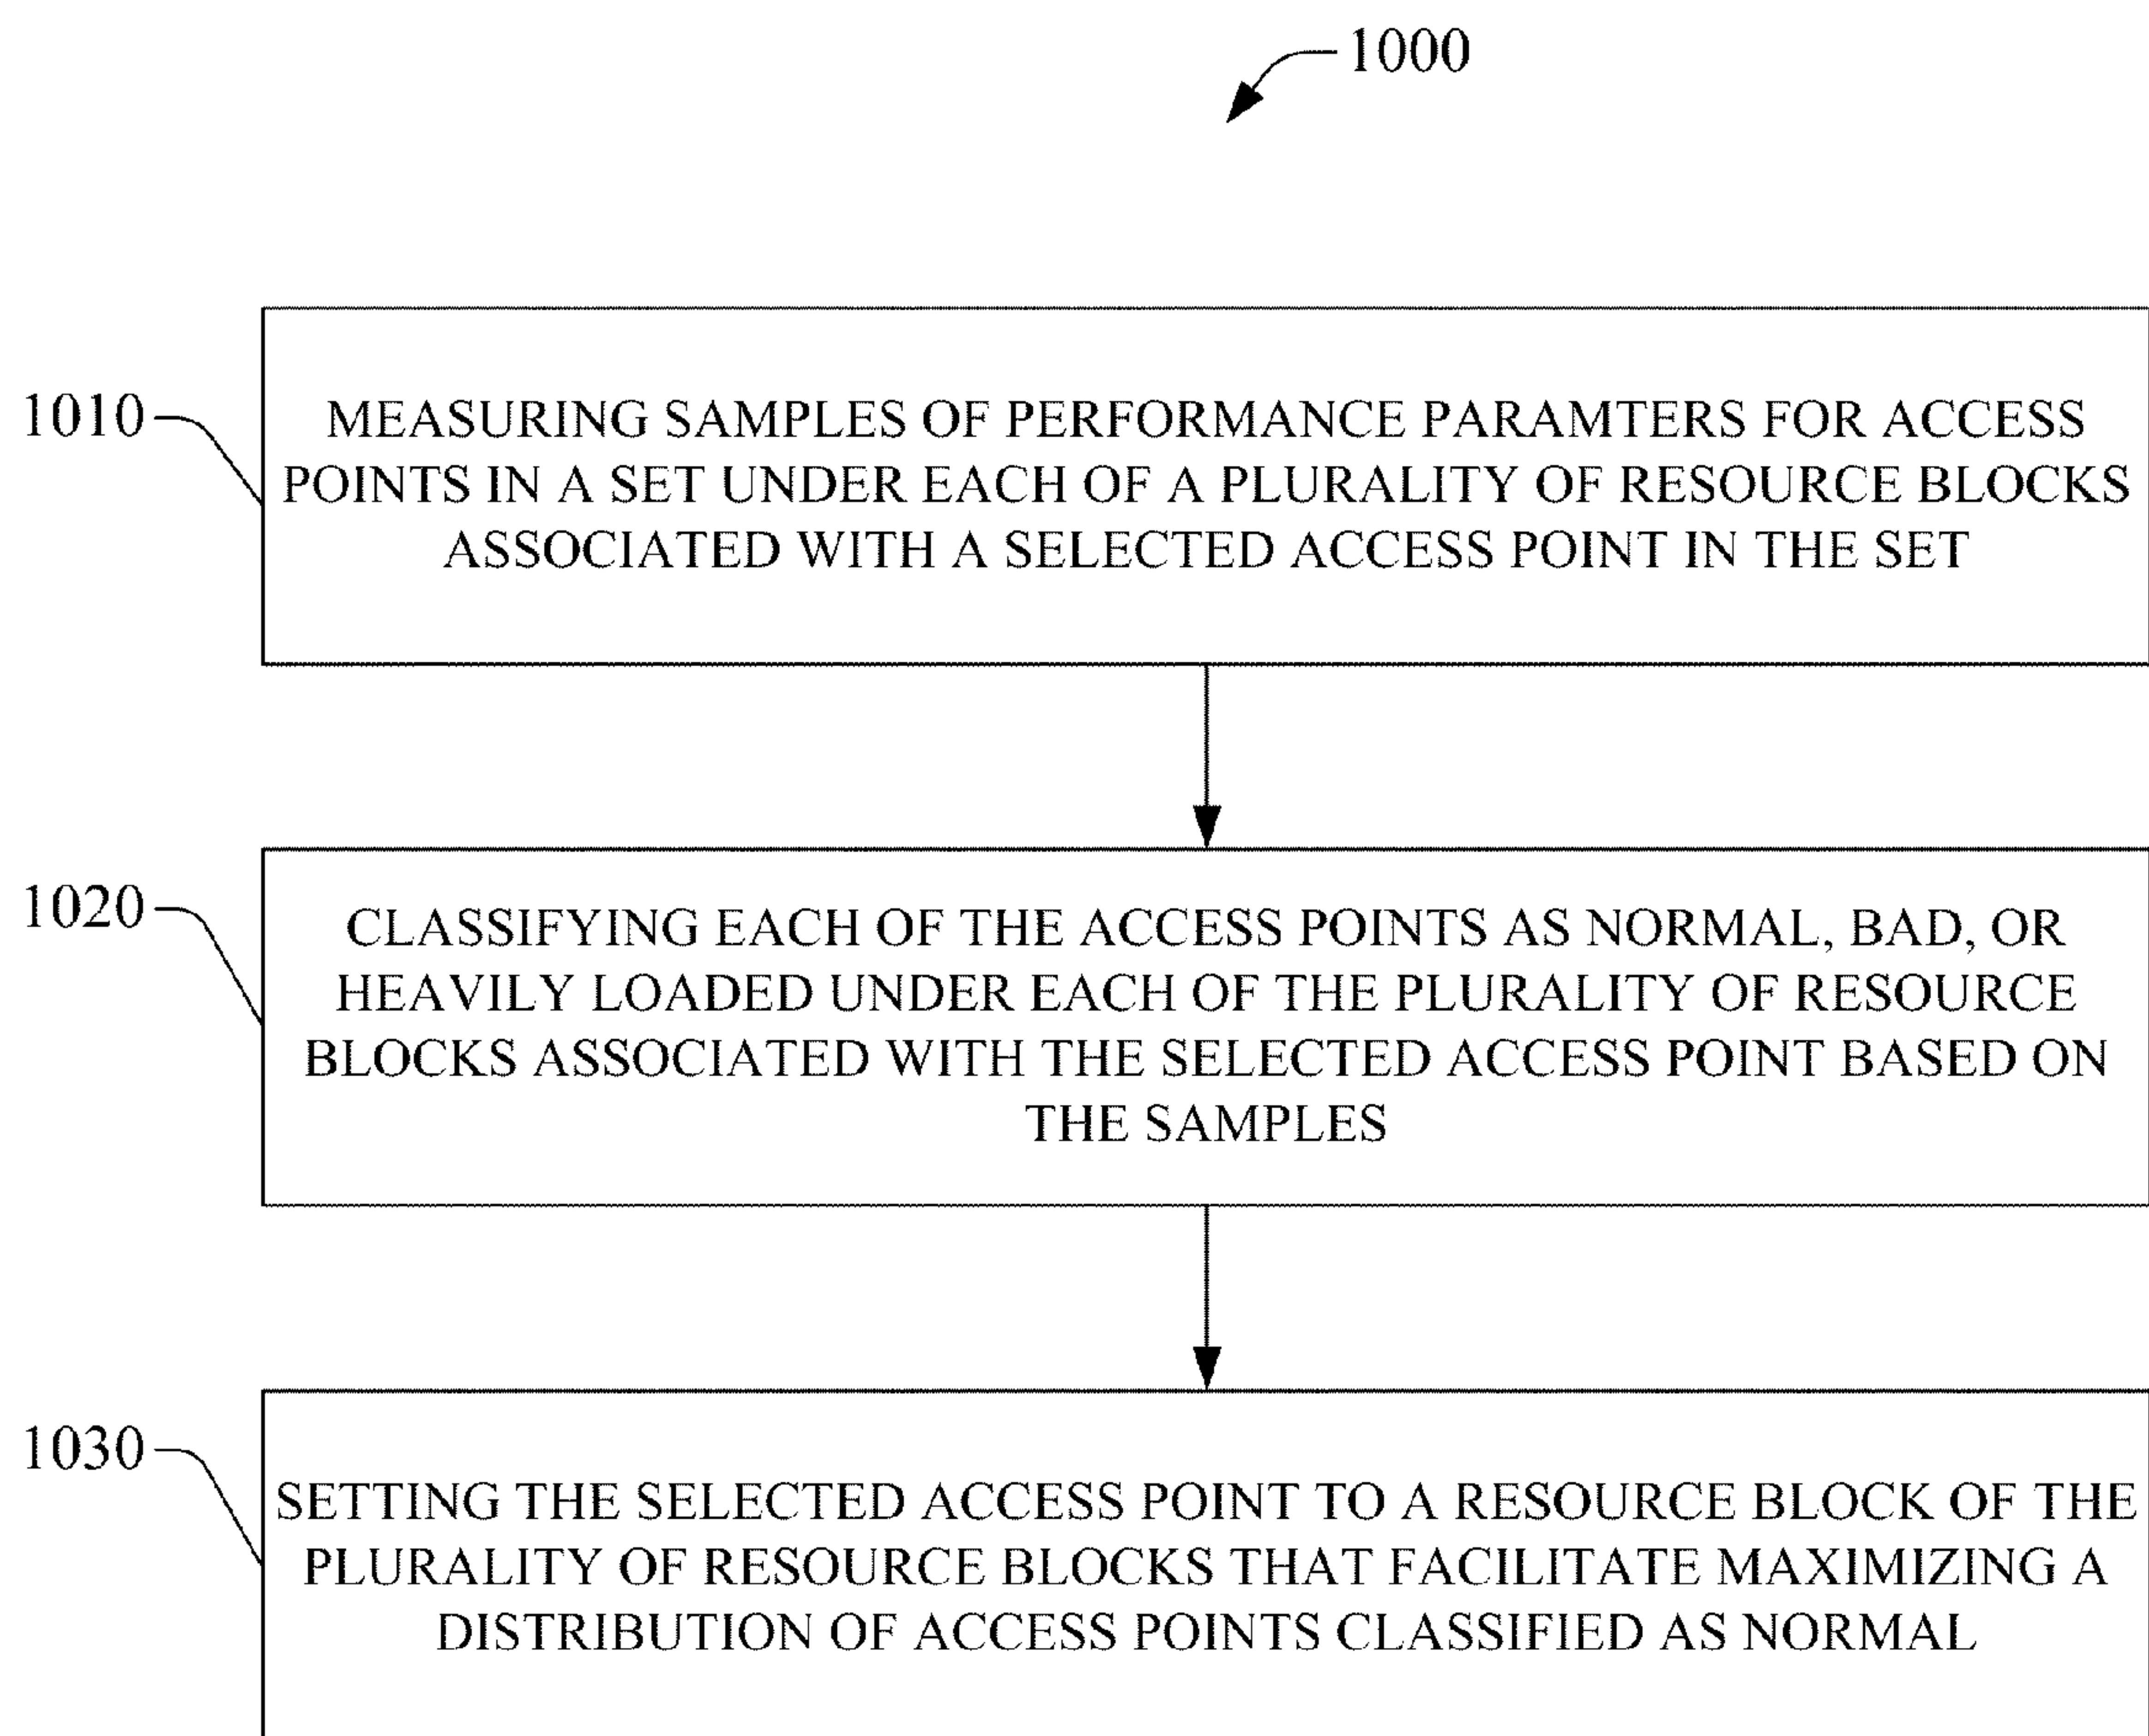 1000
1010
MEASURING SAMPLES OF PERFORMANCE PARAMTERS FOR ACCESS
POINTS IN A SET UNDER EACH OF A PLURALITY OF RESOURCE BLOCKS
ASSOCIATED WITH A SELECTED ACCESS POINT IN THE SET
1020
CLASSIFYING EACH OF THE ACCESS POINTS AS NORMAL, BAD, OR
HEAVILY LOADED UNDER EACH OF THE PLURALITY OF RESOURCE
BLOCKS ASSOCIATED WITH THE SELECTED ACCESS POINT BASED ON
THE SAMPLES
1030
SETTING THE SELECTED ACCESS POINT TO A RESOURCE BLOCK OF THE
PLURALITY OF RESOURCE BLOCKS THAT FACILITATE MAXIMIZING A
DISTRIBUTION OF ACCESS POINTS CLASSIFIED AS NORMAL